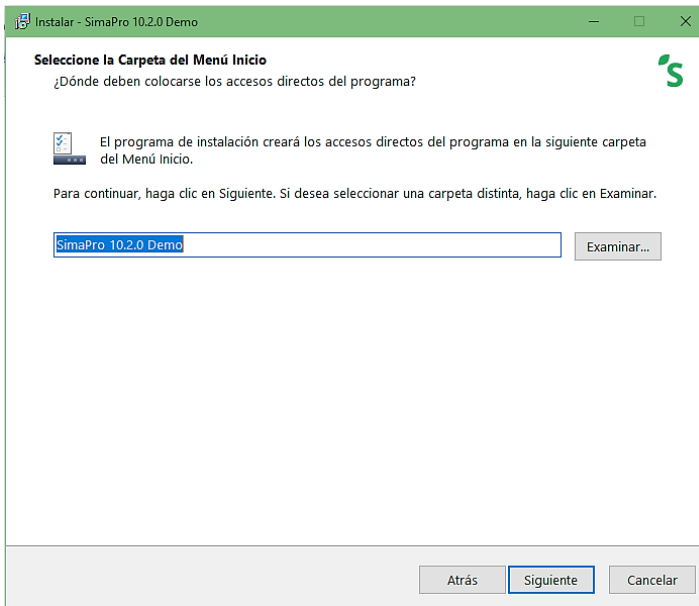 Instalar - SimaPro 10.2.0 Demo
Seleccione la Carpeta del Menú Inicio
¿Dónde deben colocarse los accesos directos del programa?
El programa de instalación creará los accesos directos del programa en la siguiente carpeta
del Menú Inicio.
Para continuar, haga clic en Siguiente. Si desea seleccionar una carpeta distinta, haga clic en Examinar.
SimaPro 10.2.0 Demo
Examinar...
Atrás
Siguiente
Cancelar